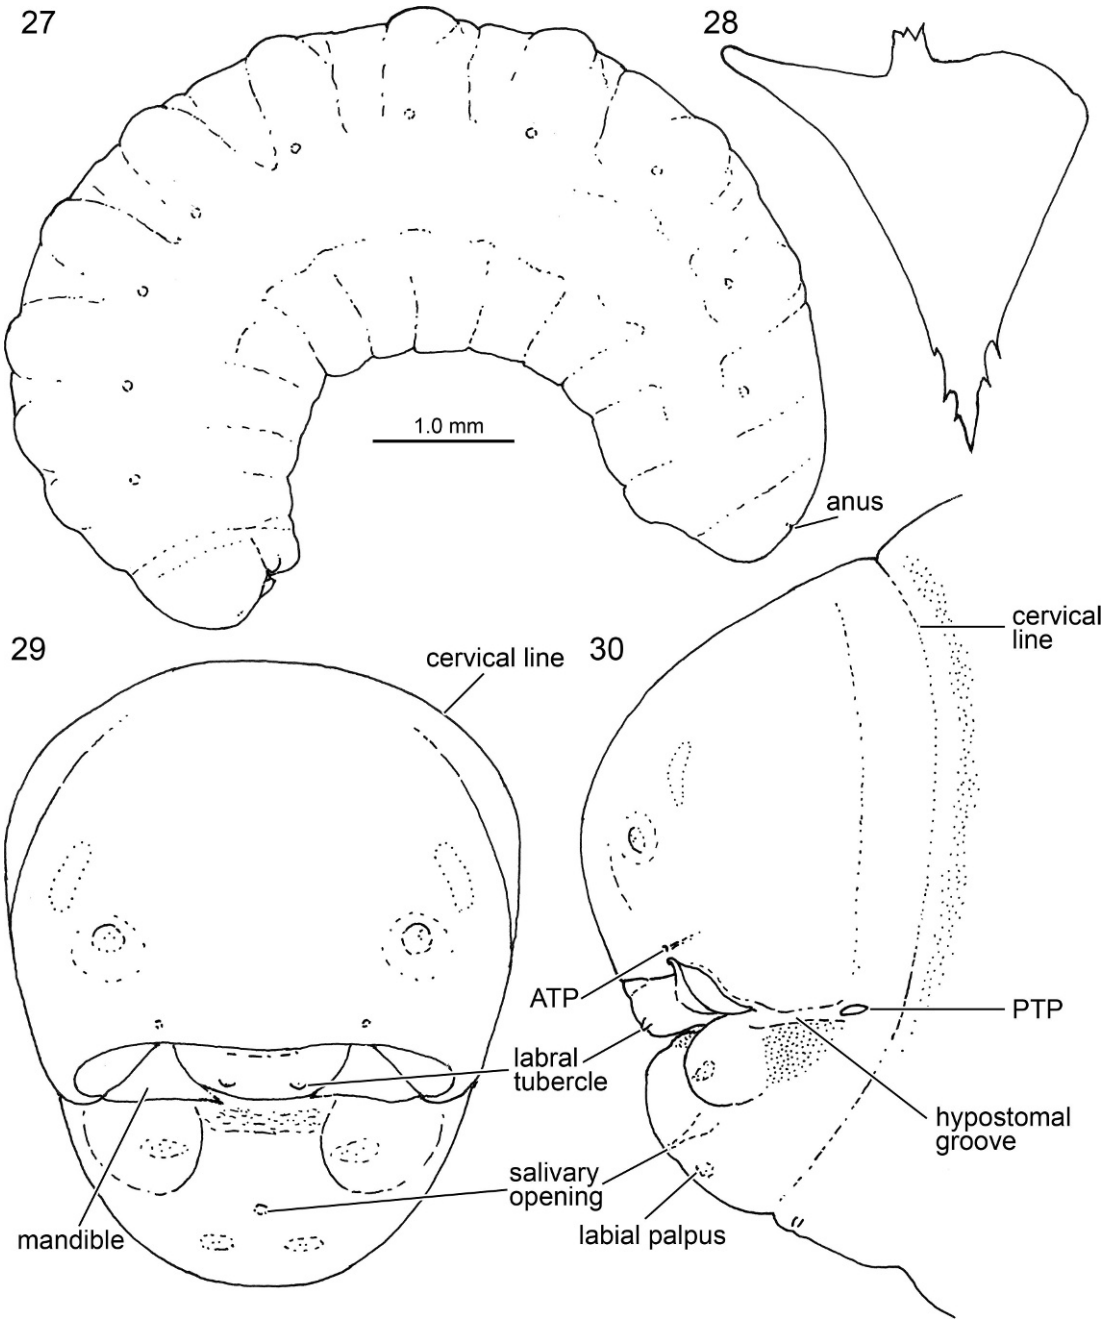 27
28
1.0 mm
anus
cervical
line
29
cervical line
30
ATP
PTP
labral
tubercle
hypostomal
groove
salivary
opening
mandible
labial palpus